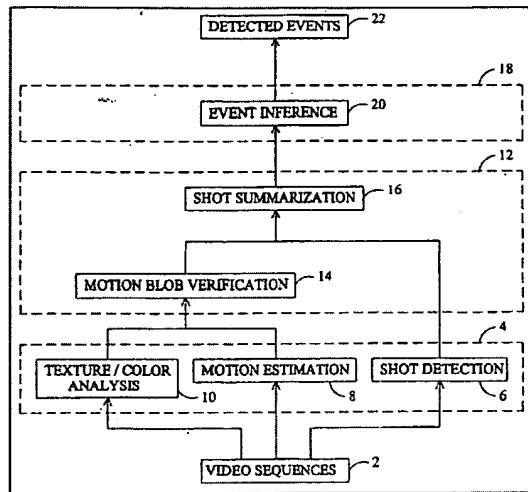 DETECTED EVENTS 22
18
EVENT INFERENCE 20
12
SHOT SUMMARIZATION 16
MOTION BLOB VERIFICATION 14
4
TEXTURE / COLOR
ANALYSIS
10
MOTION ESTIMATION
8
SHOT DETECTION
6
VIDEO SEQUENCES 2